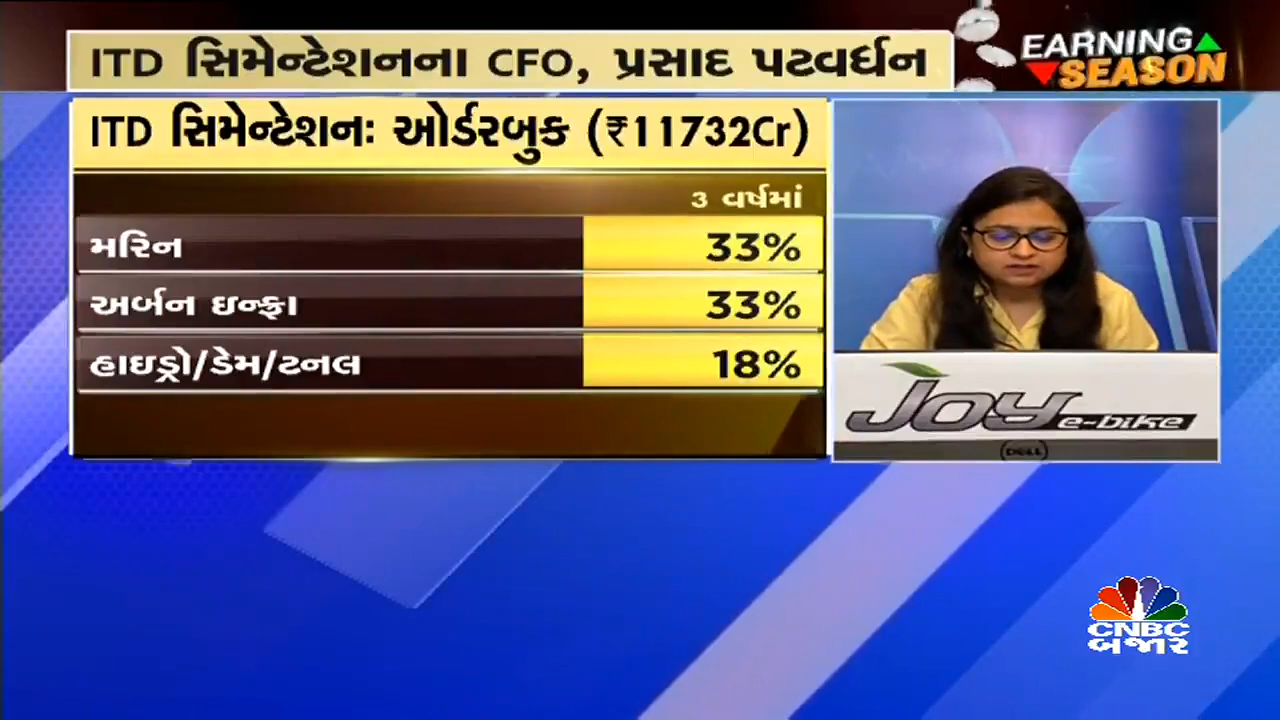 ITD સિમેન્ટેશનના CFO, પ્રસાદ પટવર્ધન
EARNING
SEASON
ITD સિમેન્ટેશનઃ ઓર્ડરબુક (₹11732Cr)
3 વર્ષમાં
મરિન 33%
અર્બન ઇન્ફ્રા 33%
હાઇડ્રો/ડેમ/ટનલ 18%
Joy e-bike
DELL
CNBC
બજાર